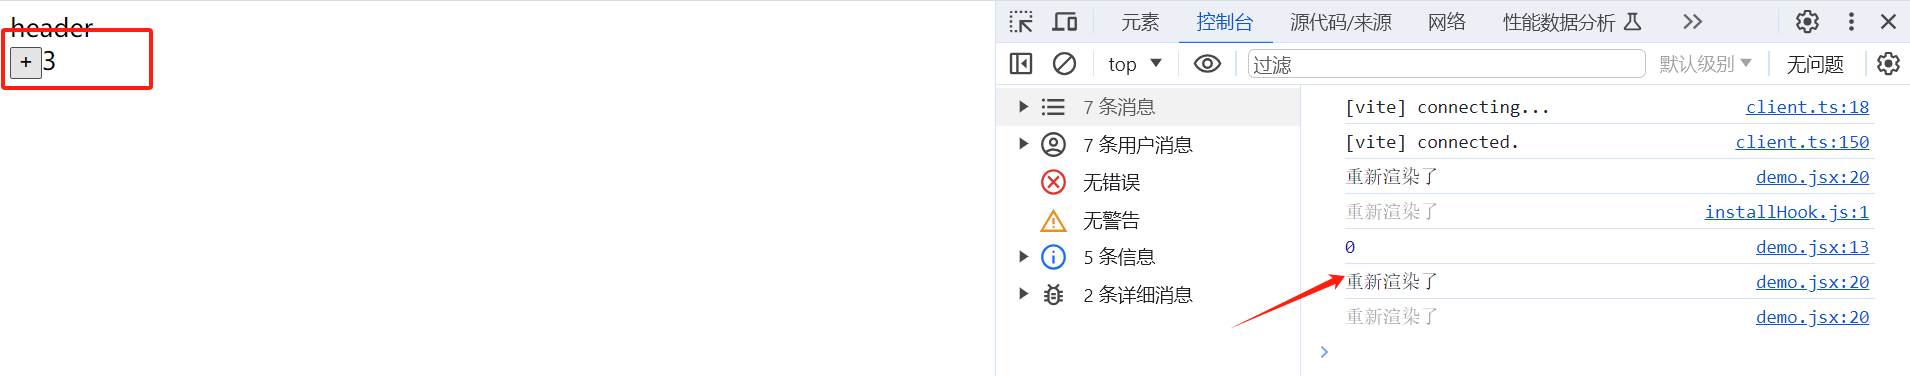 header
+ 3
元素 控制台 源代码/来源 网络 性能数据分析
top 过滤 默认级别 无问题
7 条消息
7 条用户消息
无错误
无警告
5 条信息
2 条详细消息
[vite] connecting... client.ts:18
[vite] connected. client.ts:150
重新渲染了 demo.jsx:20
重新渲染了 installHook.js:1
0 demo.jsx:13
重新渲染了 demo.jsx:20
重新渲染了 demo.jsx:20